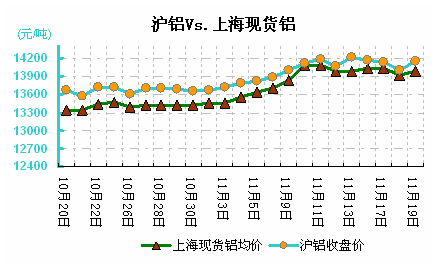 沪铝Vs.上海现货铝
(元/吨)
14200
13900
13600
13300
13000
12700
12400
10月20日
10月22日
10月26日
10月28日
10月30日
11月3日
11月5日
11月9日
11月11日
11月13日
11月17日
11月19日
上海现货铝均价
沪铝收盘价